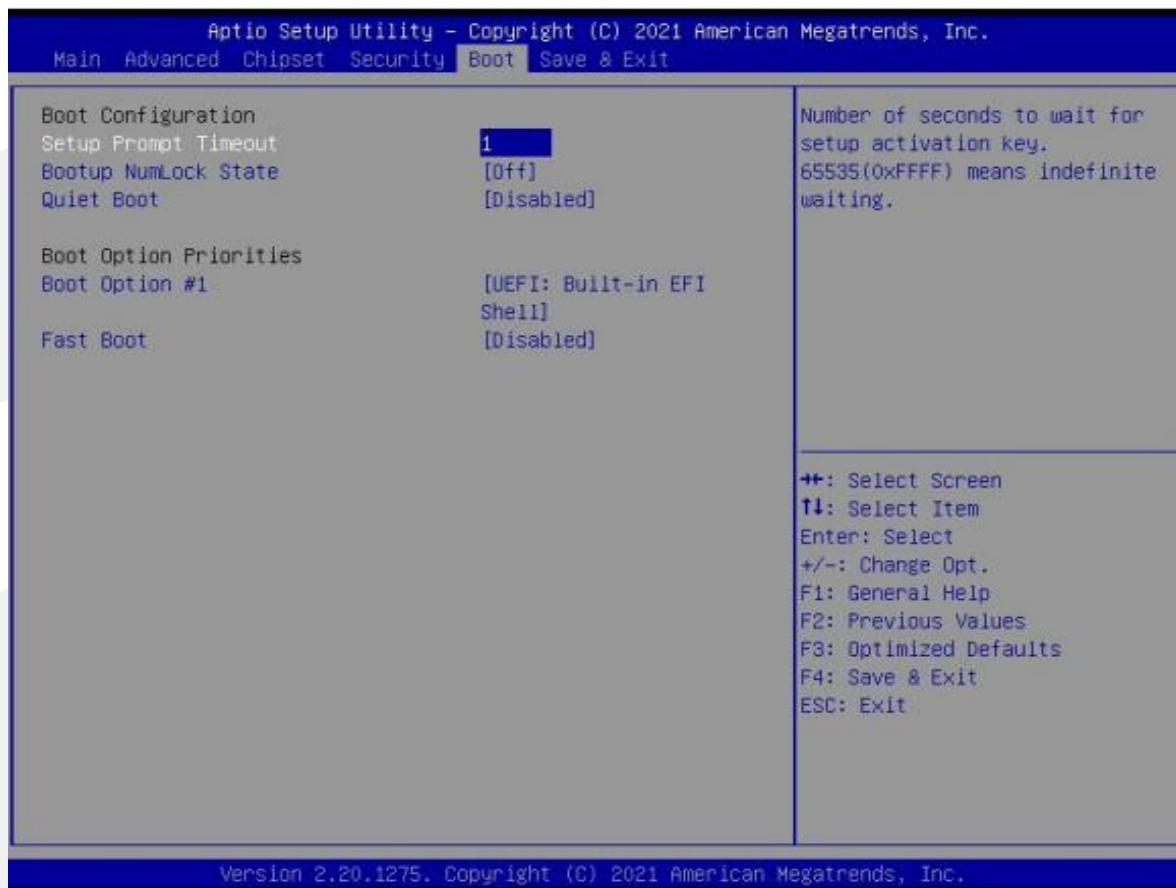 Aptio Setup Utility – Copyright (C) 2021 American Megatrends, Inc.
Main Advanced Chipset Security Boot Save & Exit
Boot Configuration
Setup Prompt Timeout 1
Bootup NumLock State [Off]
Quiet Boot [Disabled]
Boot Option Priorities
Boot Option #1 [UEFI: Built-in EFI
Shell]
Fast Boot [Disabled]
Number of seconds to wait for
setup activation key.
65535(0xFFFF) means indefinite
waiting.
→←: Select Screen
↑↓: Select Item
Enter: Select
+/-: Change Opt.
F1: General Help
F2: Previous Values
F3: Optimized Defaults
F4: Save & Exit
ESC: Exit
Version 2.20.1275. Copyright (C) 2021 American Megatrends, Inc.